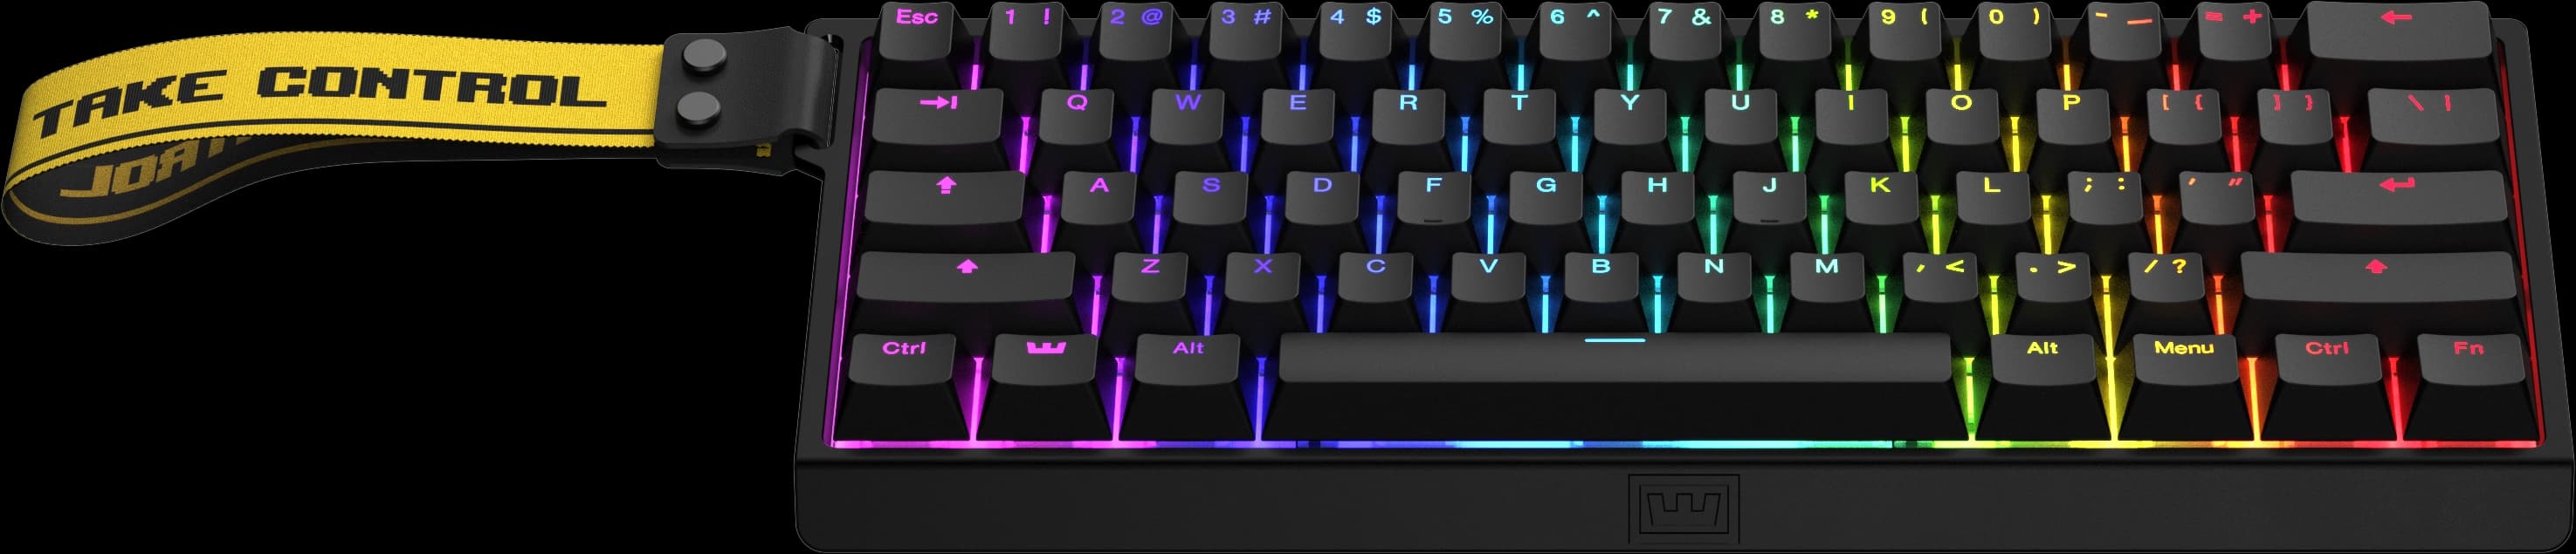 TAKE CONTROL
Esc 1 ! 2 @ 3 # 4 $ 5 % 6 ^ 7 & 8 * 9 ( 0 ) - _ = + ←
Q W E R T Y U I O P [ { ] } \ |
A S D F G H J K L ; : ' "
Z X C V B N M , < . > / ?
Ctrl Alt Alt Menu Ctrl Fn